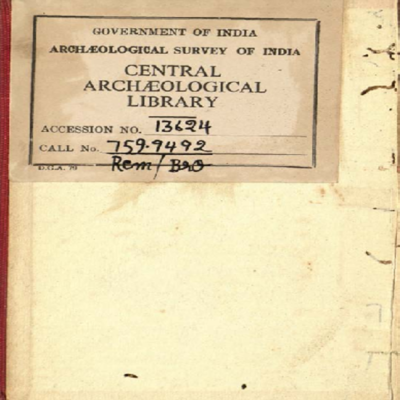 GOVERNMENT OF INDIA
ARCHÆOLOGICAL SURVEY OF INDIA
CENTRAL
ARCHÆOLOGICAL
LIBRARY
ACCESSION NO. 13624
CALL No. 759.9492
D.G.A. 79 Rem/Bro